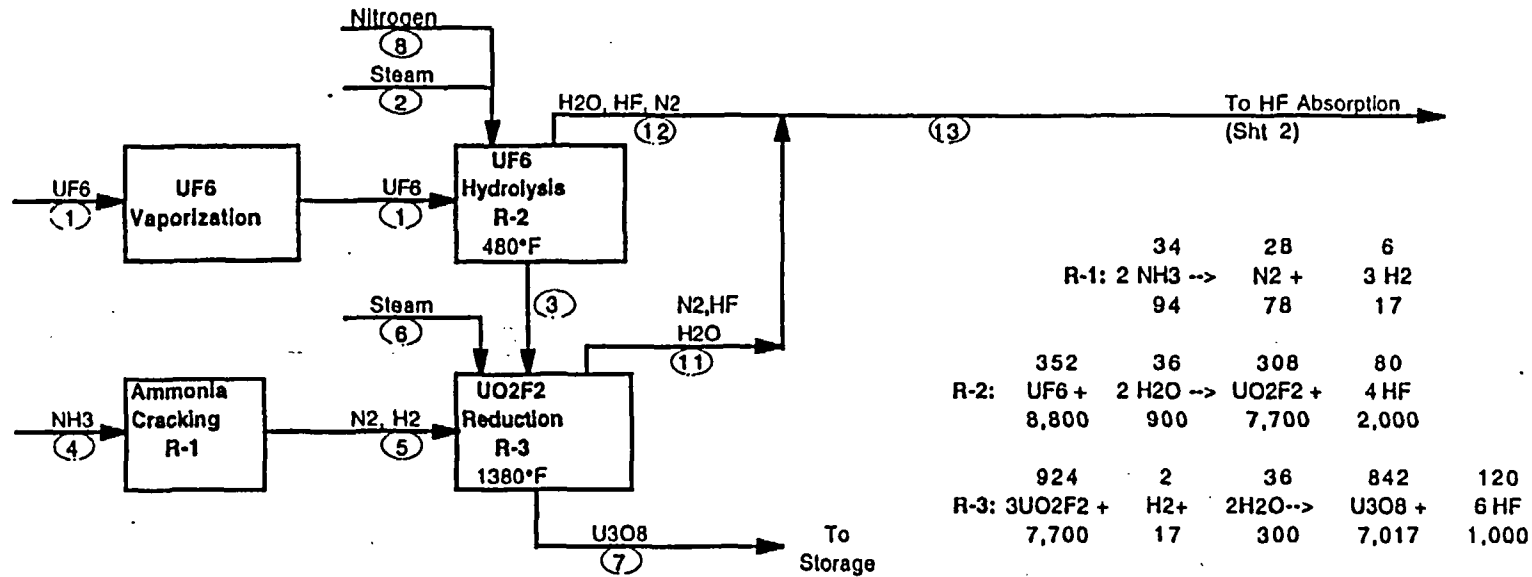 Nitrogen
8
Steam
2
H2O, HF, N2
12
13
To HF Absorption
(Sht 2)
UF6
1
UF6
Vaporization
UF6
1
UF6
Hydrolysis
R-2
480°F
3
Steam
6
N2,HF
H2O
11
NH3
4
Ammonia
Cracking
R-1
N2, H2
5
UO2F2
Reduction
R-3
1380°F
U3O8
7
To
Storage
34 28 6
R-1: 2 NH3 --> N2 + 3 H2
94 78 17
352 36 308 80
R-2: UF6 + 2 H2O --> UO2F2 + 4 HF
8,800 900 7,700 2,000
924 2 36 842 120
R-3: 3UO2F2 + H2+ 2H2O--> U3O8 + 6 HF
7,700 17 300 7,017 1,000